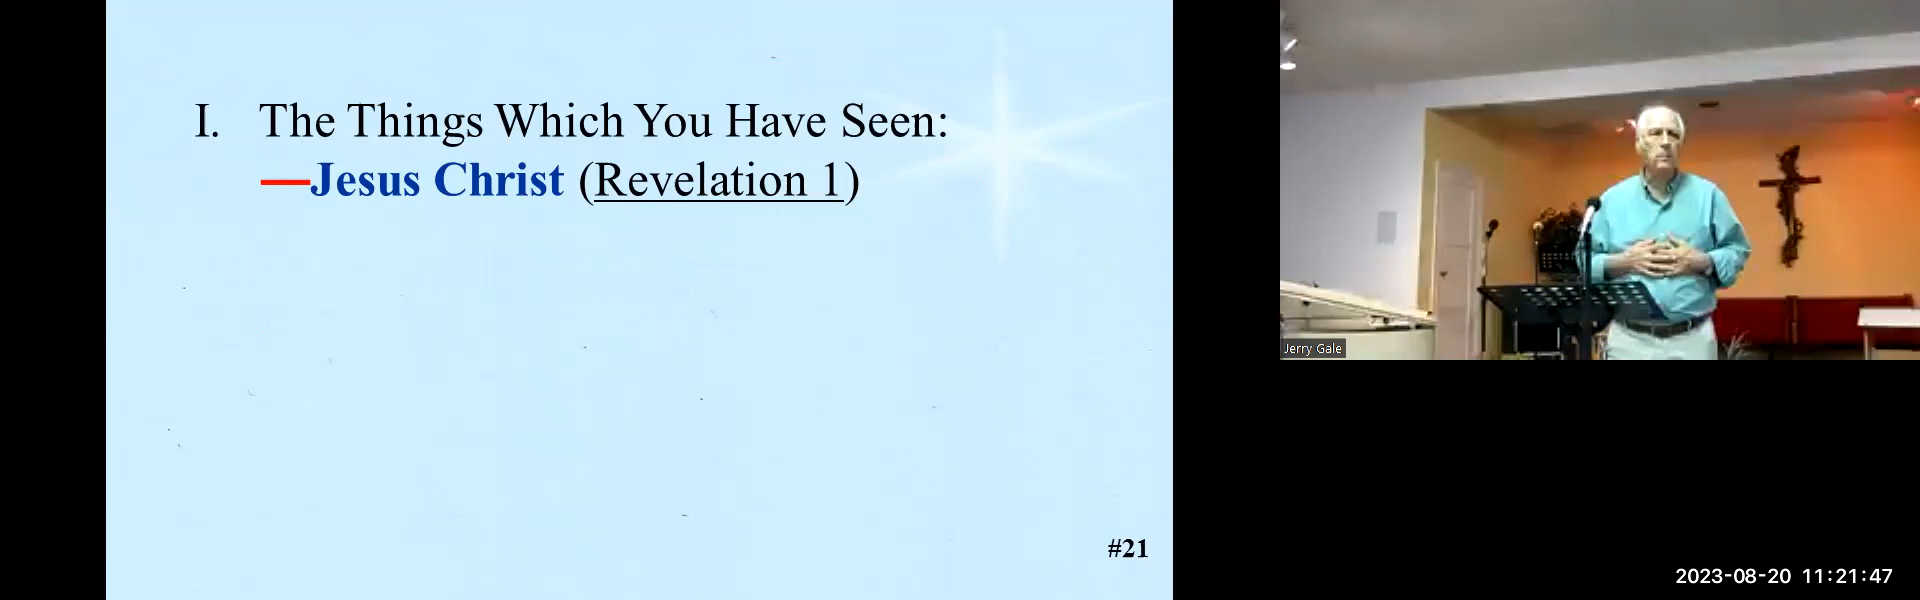 I. The Things Which You Have Seen:
—Jesus Christ (Revelation 1)
#21
Jerry Gale
2023-08-20 11:21:47